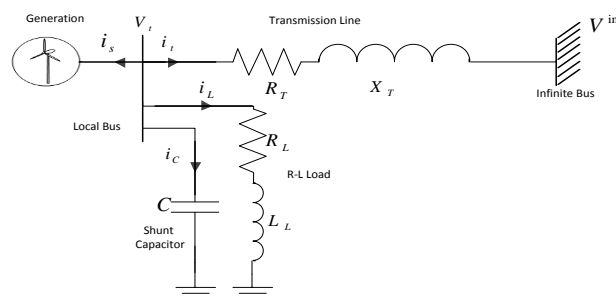 Generation
V_t
Transmission Line
V^in
i_s
i_t
R_T
X_T
Infinite Bus
i_L
Local Bus
R_L
i_C
R-L Load
C
L_L
Shunt
Capacitor